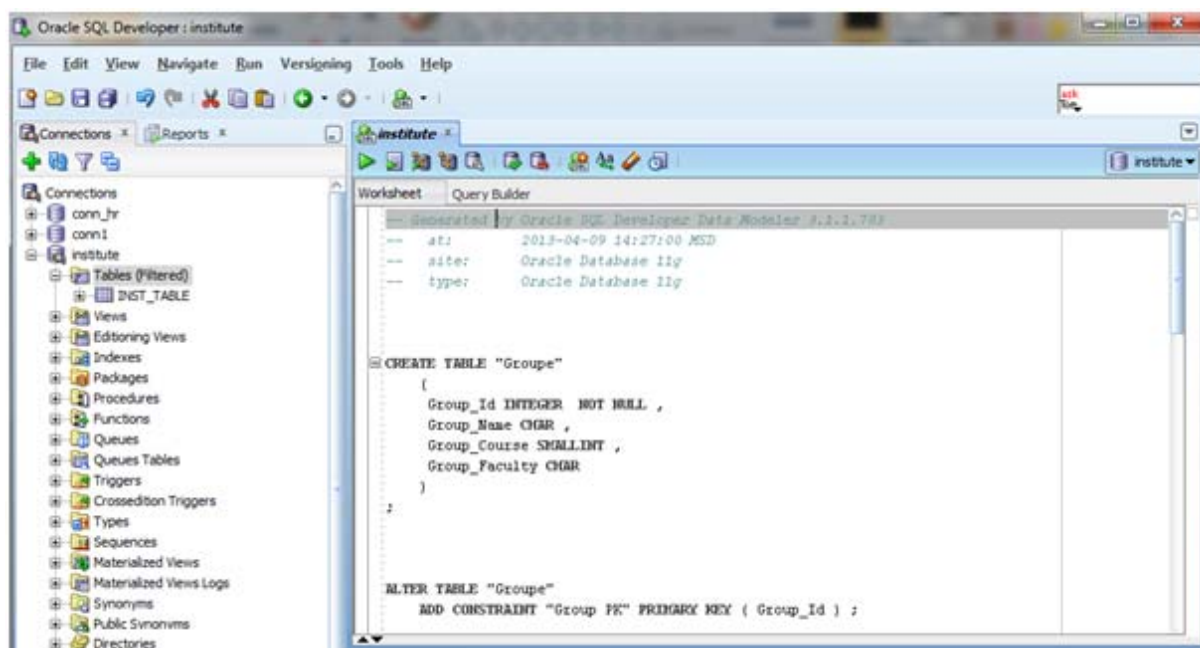 Oracle SQL Developer : institute
File Edit View Navigate Run Versioning Tools Help
Connections Reports
Connections
conn_hr
conn1
institute
Tables (Filtered)
INST_TABLE
Views
Editioning Views
Indexes
Packages
Procedures
Functions
Queues
Queues Tables
Triggers
Crossedition Triggers
Types
Sequences
Materialized Views
Materialized Views Logs
Synonyms
Public Synonyms
Directories
institute
institute
Worksheet Query Builder
-- Generated by Oracle SQL Developer Data Modeler 3.1.1.703
-- at: 2013-04-09 14:27:00 MSD
-- site: Oracle Database 11g
-- type: Oracle Database 11g
CREATE TABLE "Groupe"
(
Group_Id INTEGER NOT NULL ,
Group_Name CHAR ,
Group_Course SMALLINT ,
Group_Faculty CHAR
)
;
ALTER TABLE "Groupe"
ADD CONSTRAINT "Group PK" PRIMARY KEY ( Group_Id ) ;